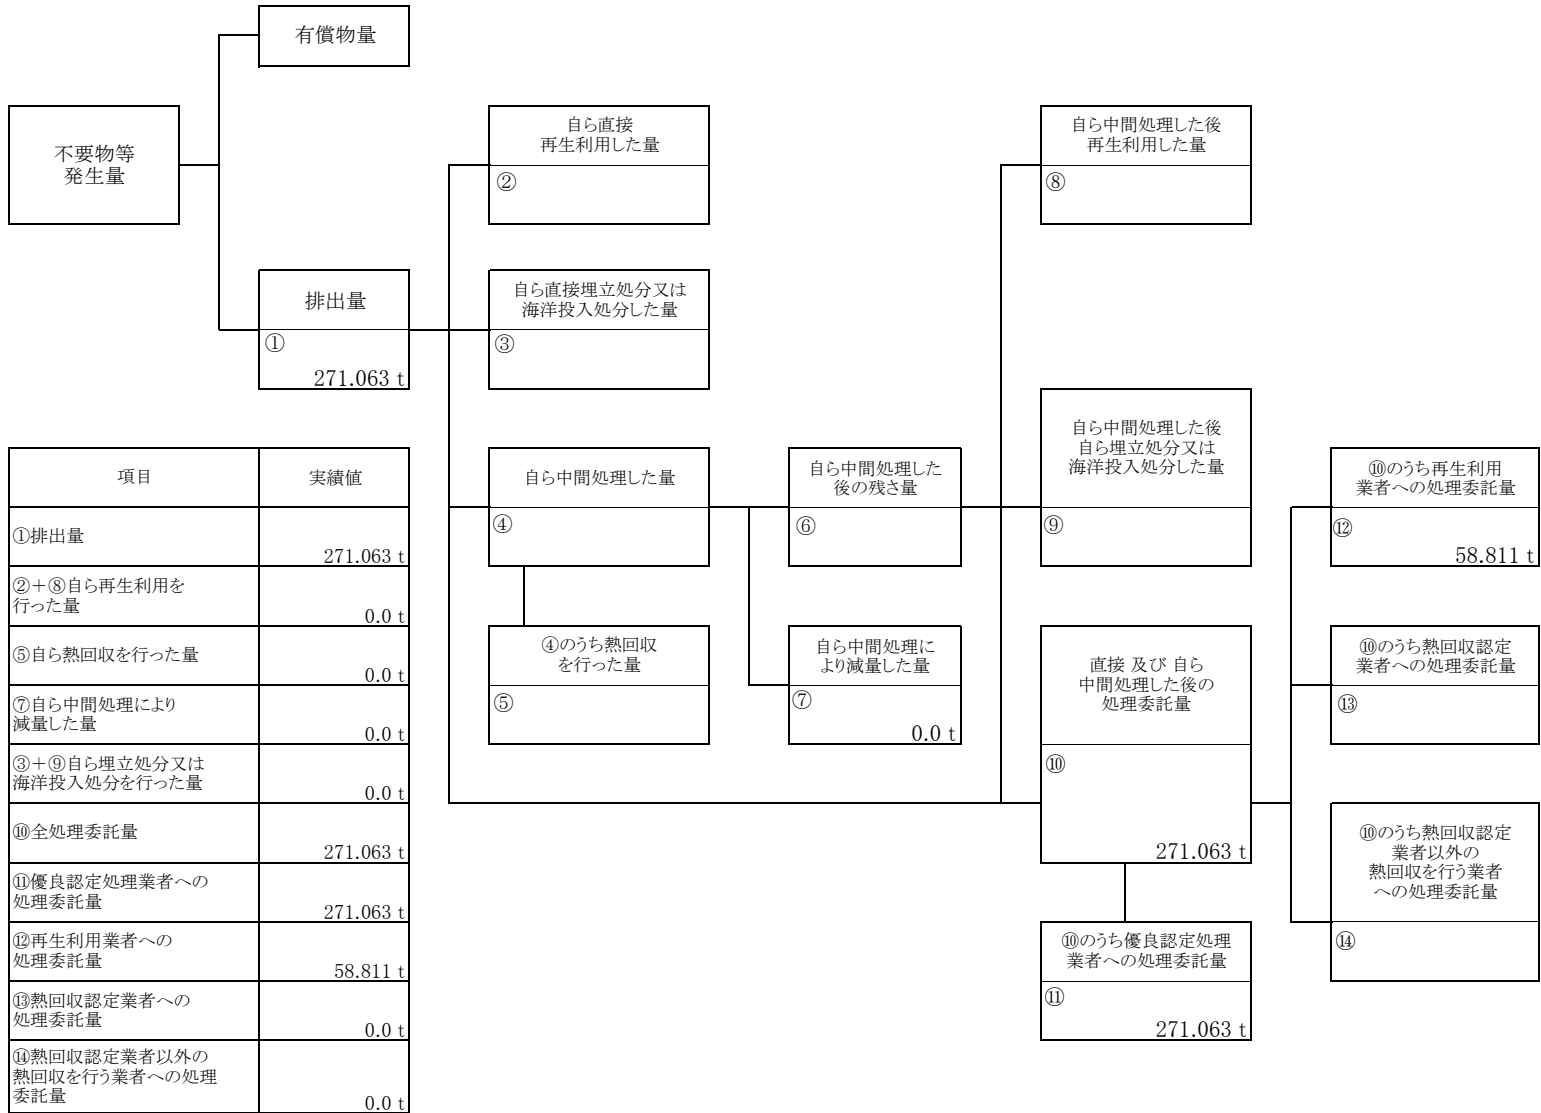 有償物量
不要物等
発生量
自ら直接
再生利用した量
②
自ら中間処理した後
再生利用した量
⑧
排出量
①
271.063 t
自ら直接埋立処分又は
海洋投入処分した量
③
自ら中間処理した後
自ら埋立処分又は
海洋投入処分した量
⑨
自ら中間処理した量
④
自ら中間処理した
後の残さ量
⑥
⑩のうち再生利用
業者への処理委託量
⑫
58.811 t
④のうち熱回収
を行った量
⑤
自ら中間処理に
より減量した量
⑦
0.0 t
直接 及び 自ら
中間処理した後の
処理委託量
⑩
271.063 t
⑩のうち熱回収認定
業者への処理委託量
⑬
⑩のうち熱回収認定
業者以外の
熱回収を行う業者
への処理委託量
⑭
⑩のうち優良認定処理
業者への処理委託量
⑪
271.063 t
項目 実績値
①排出量
271.063 t
②+⑧自ら再生利用を
行った量
0.0 t
⑤自ら熱回収を行った量
0.0 t
⑦自ら中間処理により
減量した量
0.0 t
③+⑨自ら埋立処分又は
海洋投入処分を行った量
0.0 t
⑩全処理委託量
271.063 t
⑪優良認定処理業者への
処理委託量
271.063 t
⑫再生利用業者への
処理委託量
58.811 t
⑬熱回収認定業者への
処理委託量
0.0 t
⑭熱回収認定業者以外の
熱回収を行う業者への処理
委託量
0.0 t